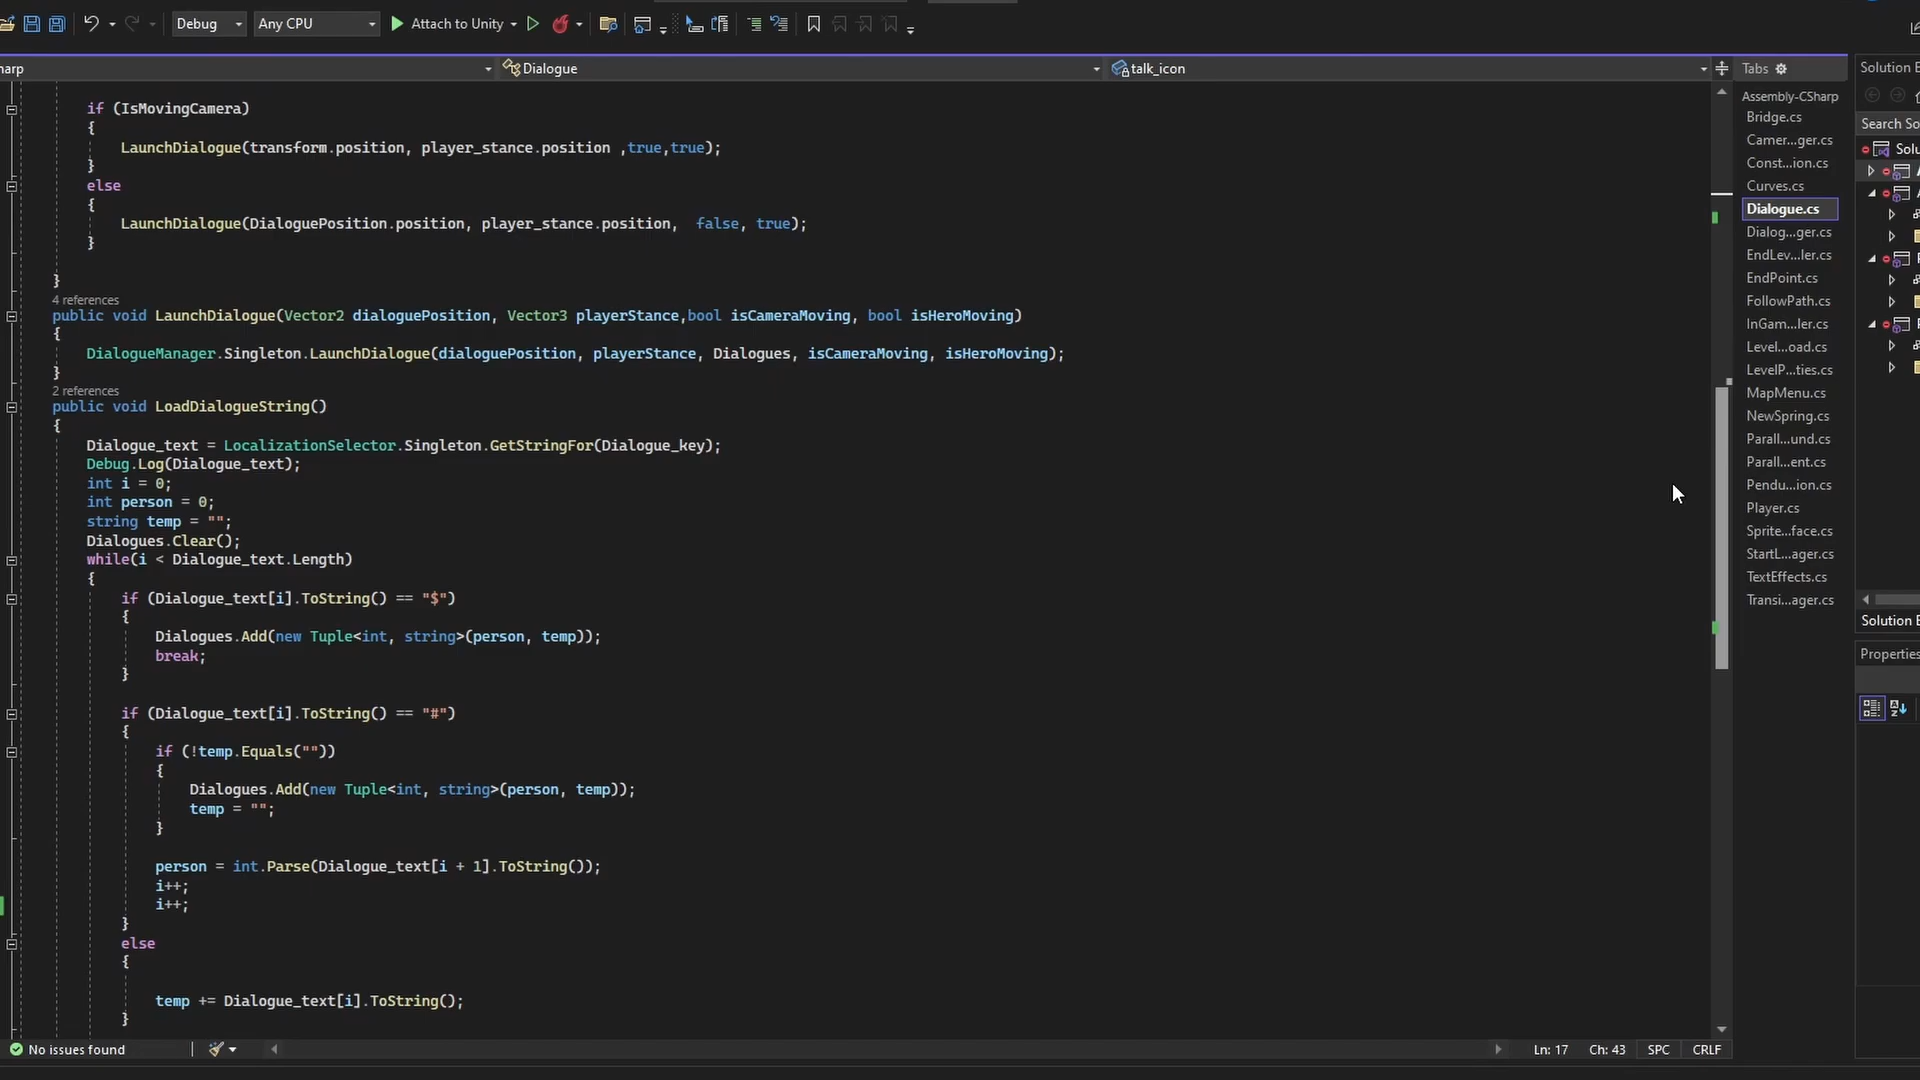 Debug
Any CPU
Attach to Unity
Dialogue
talk_icon
Tabs
Solution E
if (IsMovingCamera)
{
LaunchDialogue(transform.position, player_stance.position ,true,true);
}
else
{
LaunchDialogue(DialoguePosition.position, player_stance.position,  false, true);
}
}
4 references
public void LaunchDialogue(Vector2 dialoguePosition, Vector3 playerStance,bool isCameraMoving, bool isHeroMoving)
{
DialogueManager.Singleton.LaunchDialogue(dialoguePosition, playerStance, Dialogues, isCameraMoving, isHeroMoving);
}
2 references
public void LoadDialogueString()
{
Dialogue_text = LocalizationSelector.Singleton.GetStringFor(Dialogue_key);
Debug.Log(Dialogue_text);
int i = 0;
int person = 0;
string temp = "";
Dialogues.Clear();
while(i < Dialogue_text.Length)
{
if (Dialogue_text[i].ToString() == "$")
{
Dialogues.Add(new Tuple<int, string>(person, temp));
break;
}
if (Dialogue_text[i].ToString() == "#")
{
if (!temp.Equals(""))
{
Dialogues.Add(new Tuple<int, string>(person, temp));
temp = "";
}
person = int.Parse(Dialogue_text[i + 1].ToString());
i++;
i++;
}
else
{
temp += Dialogue_text[i].ToString();
}
Assembly-CSharp
Bridge.cs
Camer...ger.cs
Const...ion.cs
Curves.cs
Dialogue.cs
Dialog...ger.cs
EndLev...ler.cs
EndPoint.cs
FollowPath.cs
InGam...ler.cs
Level...oad.cs
LevelP...ties.cs
MapMenu.cs
NewSpring.cs
Parall...und.cs
Parall...ent.cs
Pendu...ion.cs
Player.cs
Sprite...face.cs
StartL...ager.cs
TextEffects.cs
Transi...ager.cs
Search So
Solu
Solution E
Properties
No issues found
Ln: 17
Ch: 43
SPC
CRLF